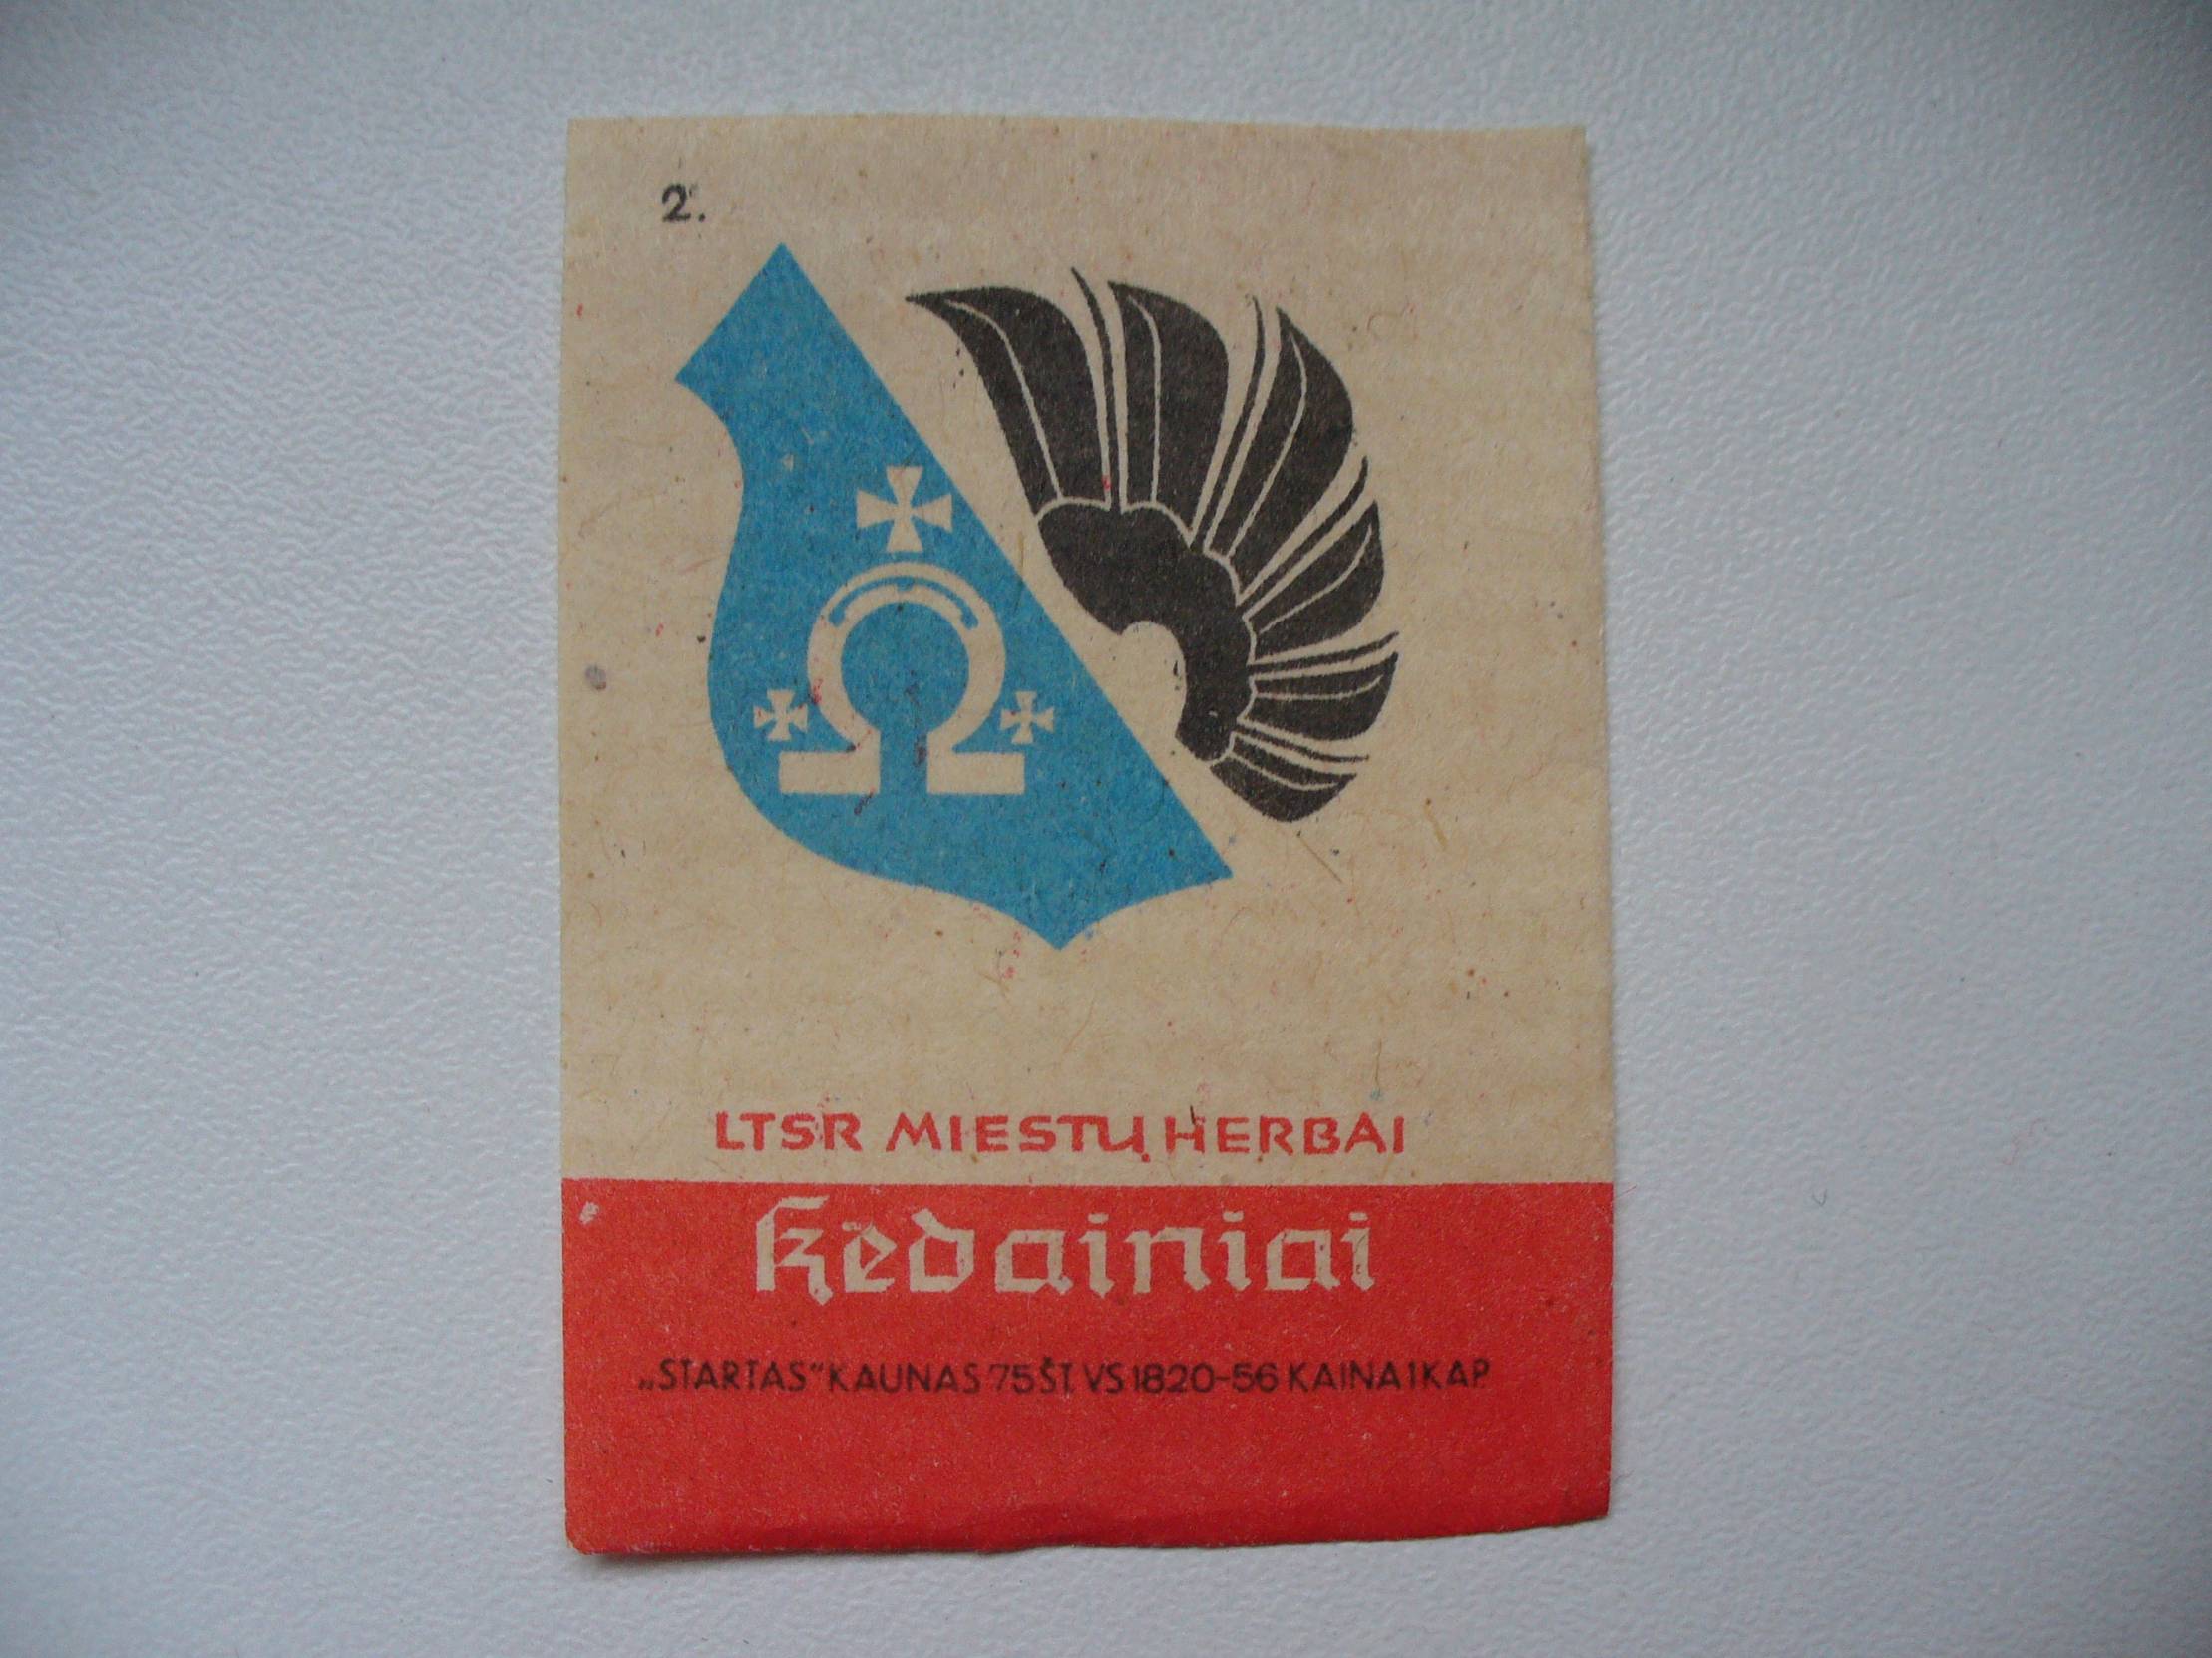 2.
LTSR MIESTŲ HERBAI
Kėdainiai
„STARTAS“ KAUNAS 75 ŠT. VS 1820-56 KAINA 1 KAP